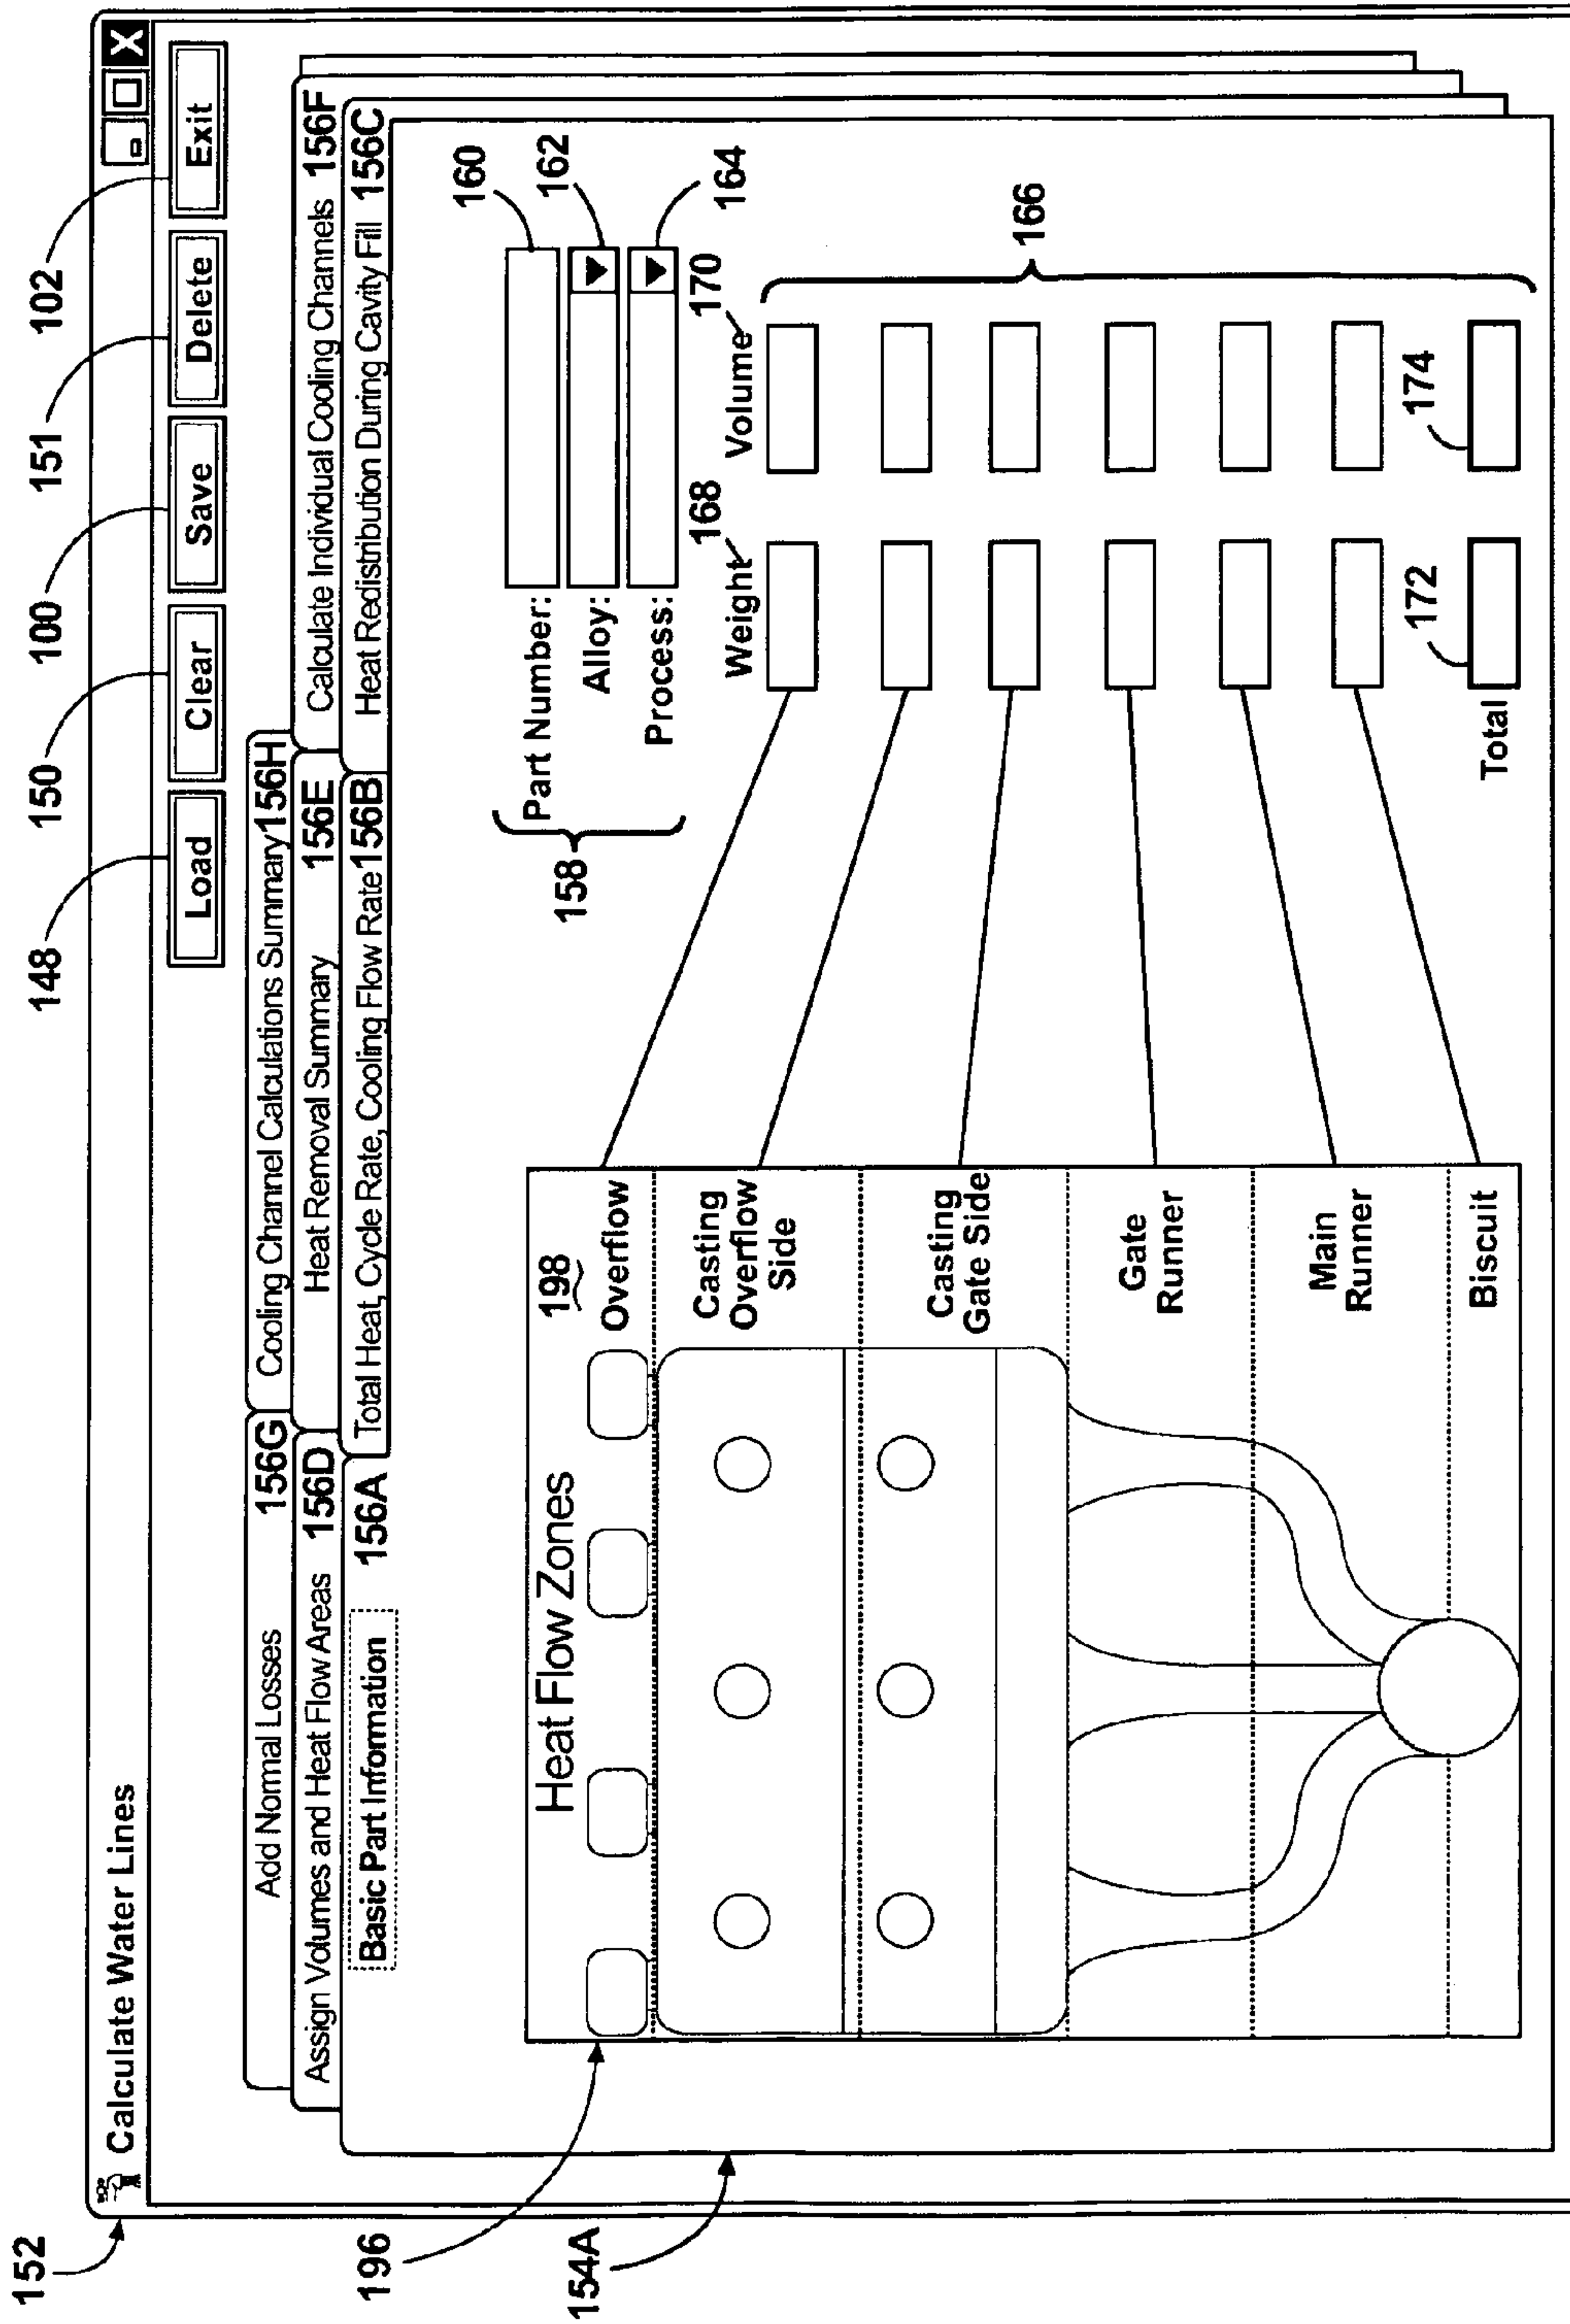 152
Calculate Water Lines
148
150
100
151
102
Load
Clear
Save
Delete
Exit
Add Normal Losses 156G
Cooling Channel Calculations Summary 156H
Assign Volumes and Heat Flow Areas 156D
Heat Removal Summary 156E
Calculate Individual Cooling Channels 156F
Basic Part Information 156A
Total Heat, Cycle Rate, Cooling Flow Rate 156B
Heat Redistribution During Cavity Fill 156C
196
154A
Heat Flow Zones
198
Overflow
Casting
Overflow
Side
Casting
Gate Side
Gate
Runner
Main
Runner
Biscuit
158
Part Number:
160
Alloy:
162
Process:
164
Weight
168
Volume
170
166
172
174
Total